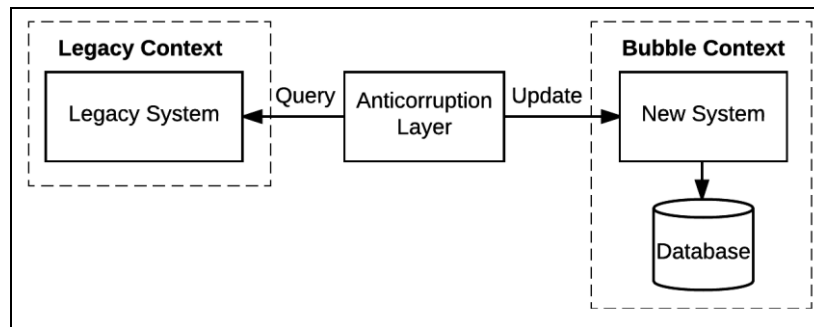 Legacy Context
Legacy System
Query
Anticorruption
Layer
Update
Bubble Context
New System
Database